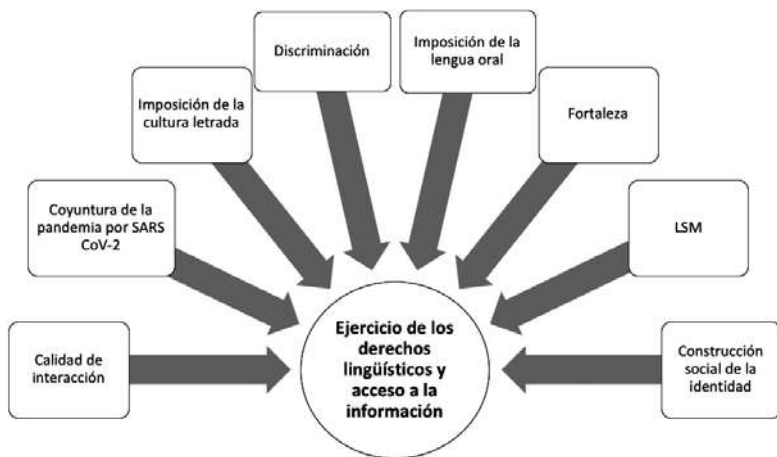 Calidad de
interacción
Coyuntura de la
pandemia por SARS
CoV-2
Imposición de la
cultura letrada
Discriminación
Imposición de la
lengua oral
Fortaleza
LSM
Construcción
social de la
identidad
Ejercicio de los
derechos
lingüísticos y
acceso a la
información